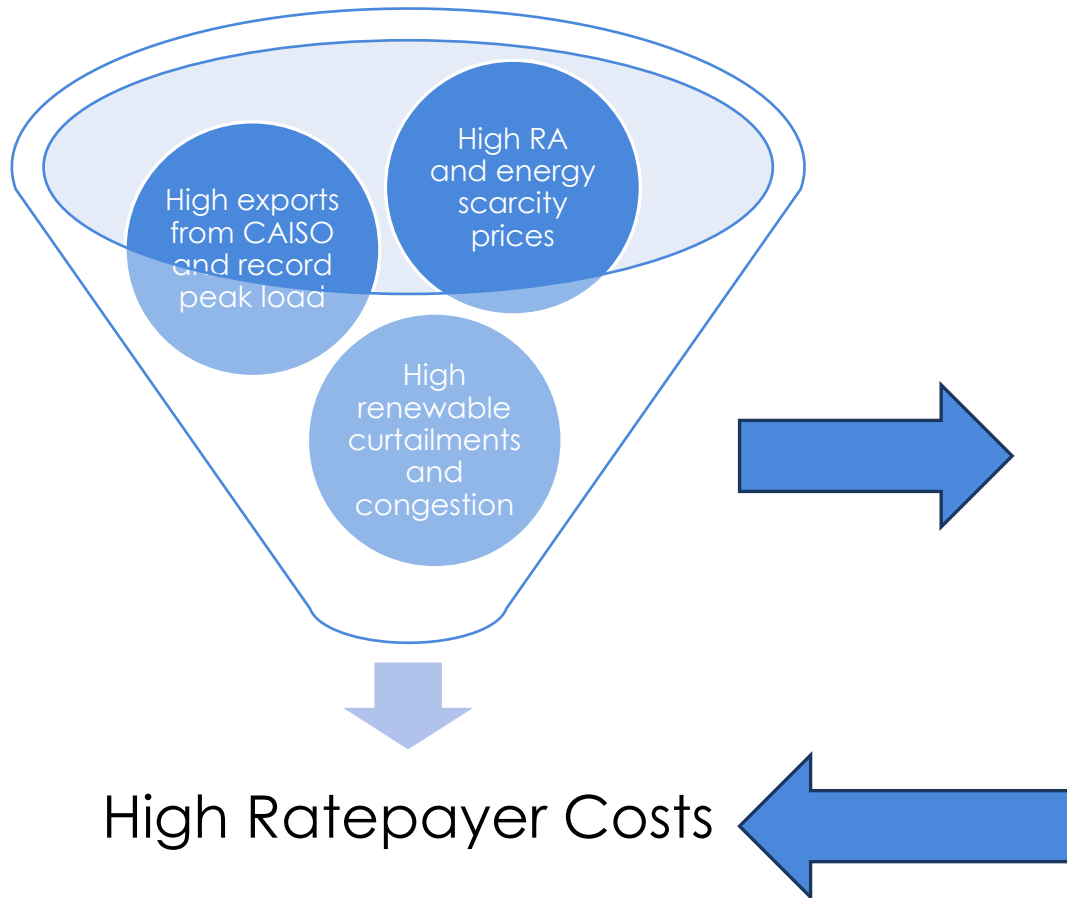 High exports
from CAISO
and record
peak load
High RA
and energy
scarcity
prices
High
renewable
curtailments
and
congestion
High Ratepayer Costs